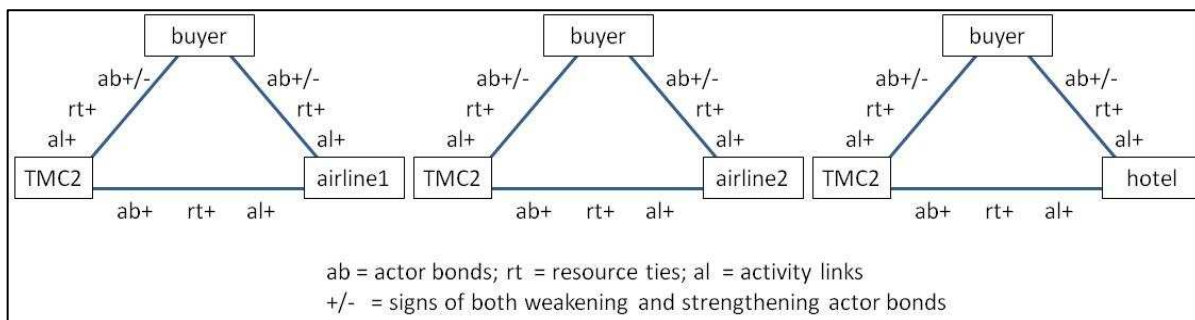 buyer buyer buyer
ab+/- ab+/- ab+/- ab+/- ab+/- ab+/-
rt+ rt+ rt+ rt+ rt+ rt+
al+ al+ al+ al+ al+ al+
TMC2 airline1 TMC2 airline2 TMC2 hotel
ab+ rt+ al+ ab+ rt+ al+ ab+ rt+ al+
ab = actor bonds; rt = resource ties; al = activity links
+/- = signs of both weakening and strengthening actor bonds